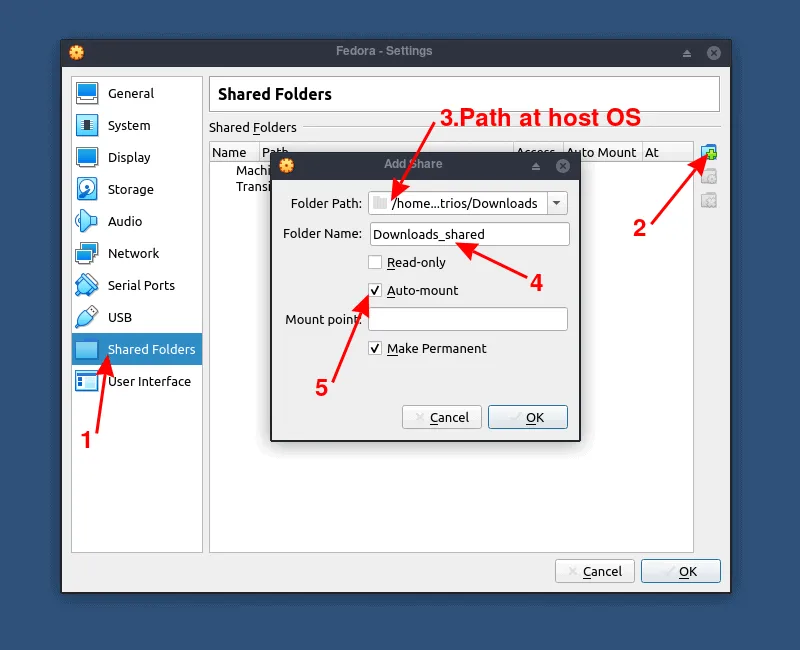 Fedora - Settings
General
System
Display
Storage
Audio
Network
Serial Ports
USB
Shared Folders
User Interface
1
Shared Folders
Shared Folders
3.Path at host OS
Name Path Access Auto Mount At
Machi
Transi
2
Add Share
Folder Path: /home...trios/Downloads
Folder Name: Downloads_shared
4
Read-only
Auto-mount
Mount point:
5
Make Permanent
Cancel OK
Cancel OK